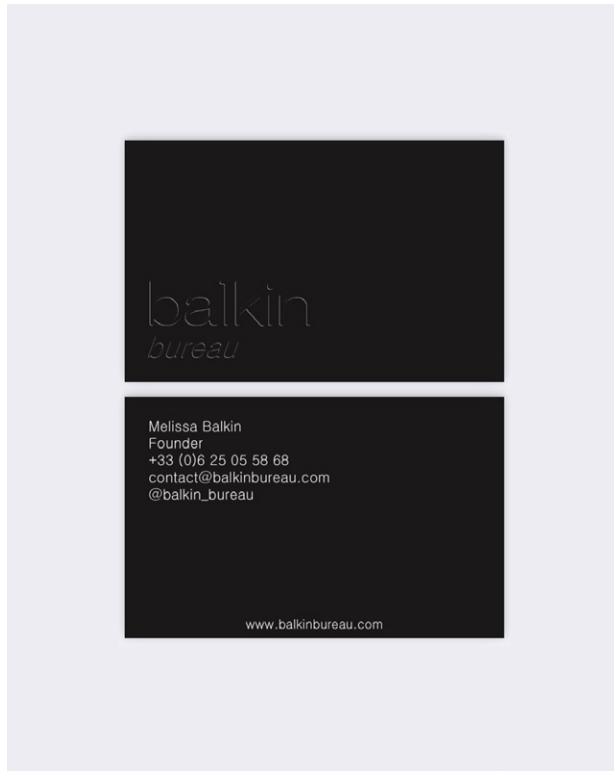 balkin
bureau
Melissa Balkin
Founder
+33 (0)6 25 05 58 68
contact@balkinbureau.com
@balkin_bureau
www.balkinbureau.com